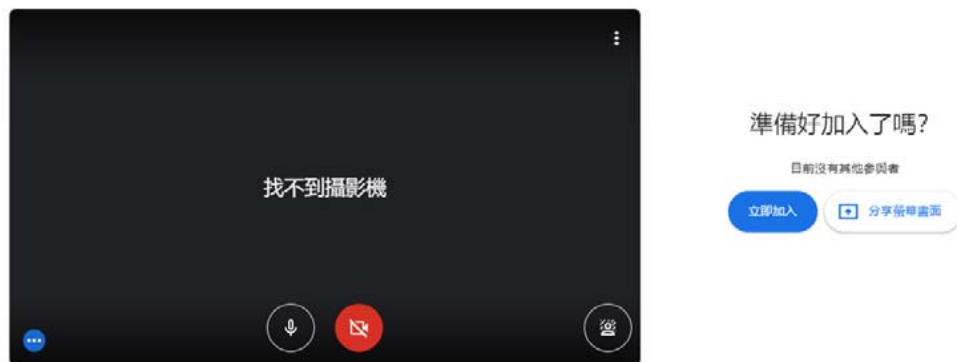 找不到攝影機
準備好加入了嗎?
目前沒有其他參與者
立即加入
分享螢幕畫面